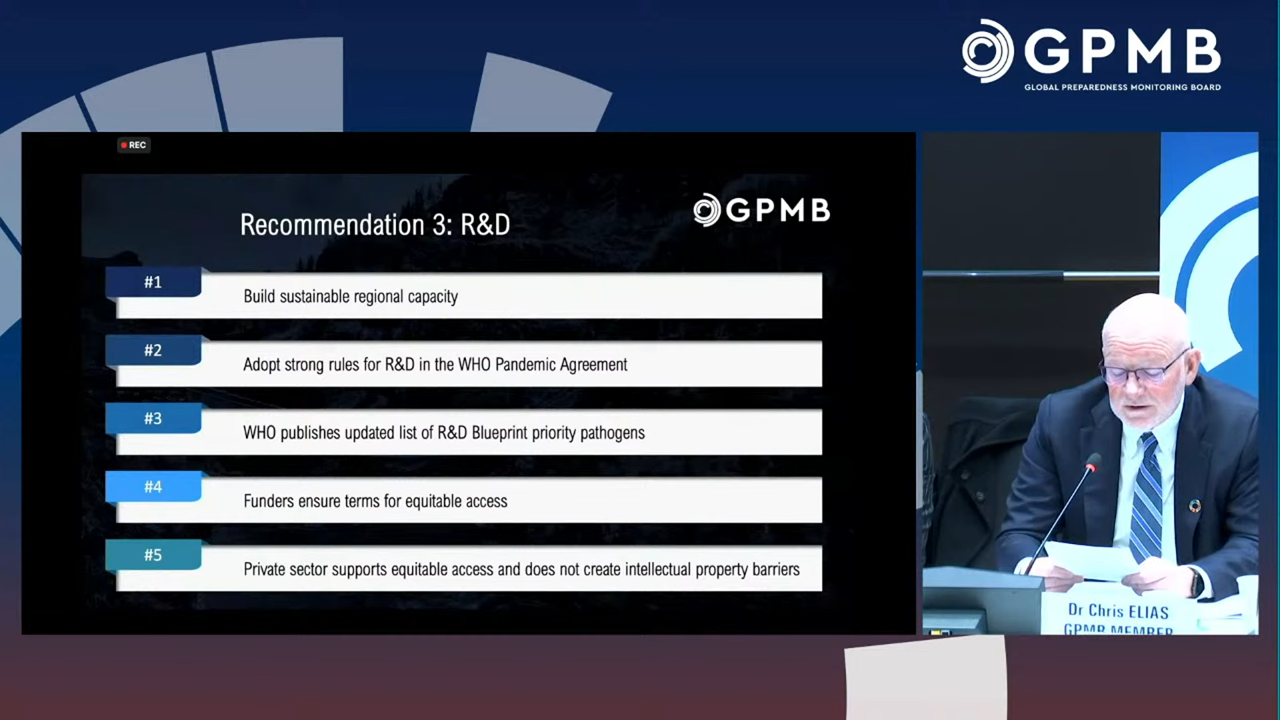 GPMB
GLOBAL PREPAREDNESS MONITORING BOARD
REC
Recommendation 3: R&D
GPMB
#1
Build sustainable regional capacity
#2
Adopt strong rules for R&D in the WHO Pandemic Agreement
#3
WHO publishes updated list of R&D Blueprint priority pathogens
#4
Funders ensure terms for equitable access
#5
Private sector supports equitable access and does not create intellectual property barriers
Dr Chris ELIAS
GPMB MEMBER